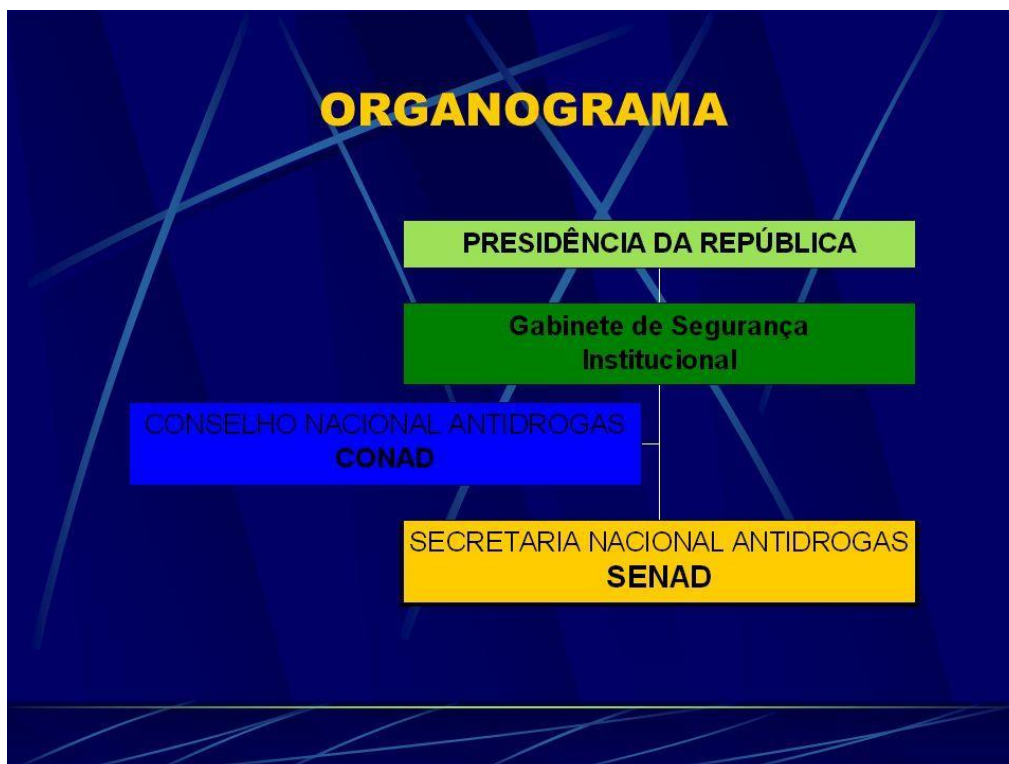 ORGANOGRAMA
PRESIDÊNCIA DA REPÚBLICA
Gabinete de Segurança
Institucional
CONSELHO NACIONAL ANTIDROGAS
CONAD
SECRETARIA NACIONAL ANTIDROGAS
SENAD